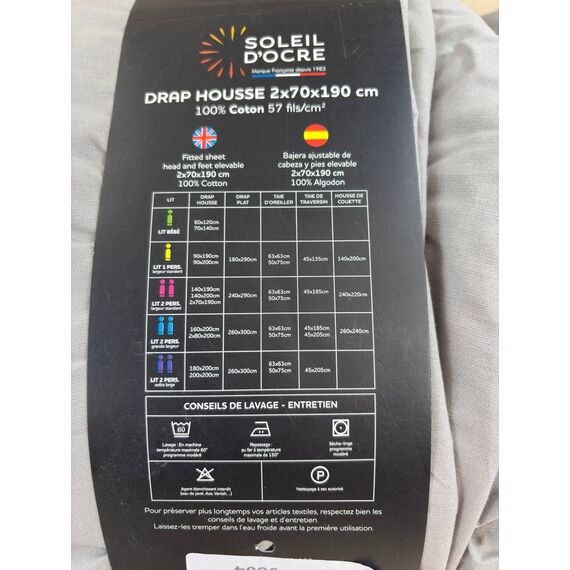 SOLEIL
D'OCRE
Marque Française depuis 1983
DRAP HOUSSE 2x70x190 cm
100% Coton 57 fils/cm²
Fitted sheet
head and feet elevable
2x70x190 cm
100% Cotton
Bajera ajustable de
cabeza y pies elevable
2x70x190 cm
100% Algodon
LIT DRAP HOUSSE DRAP PLAT TAIE D'OREILLER TAIE DE TRAVERSIN HOUSSE DE COUETTE
LIT BÉBÉ 60x120cm 70x140cm
LIT 1 PERS. largeur standard 90x190cm 90x200cm 180x290cm 63x63cm 50x75cm 45x135cm 140x200cm
LIT 2 PERS. largeur standard 140x190cm 140x200cm 2x70x190cm 240x290cm 63x63cm 50x75cm 45x185cm 240x220cm
LIT 2 PERS. grande largeur 160x200cm 2x80x200cm 260x300cm 63x63cm 50x75cm 45x185cm 45x205cm 260x240cm
LIT 2 PERS. extra large 180x200cm 200x200cm 260x300cm 63x63cm 50x75cm 45x205cm
CONSEILS DE LAVAGE - ENTRETIEN
60
Lavage : En machine
température maximale 60°
programme modéré
Repassage :
au fer à température
maximale de 150°
Sèche-linge
programme
modéré
Agent blanchissant interdit
(eau de javel, Ace, Vanish, ...)
P
Nettoyage à sec autorisé
Pour préserver plus longtemps vos articles textiles, respectez bien les
conseils de lavage et d'entretien.
Laissez-les tremper dans l'eau froide avant la première utilisation.